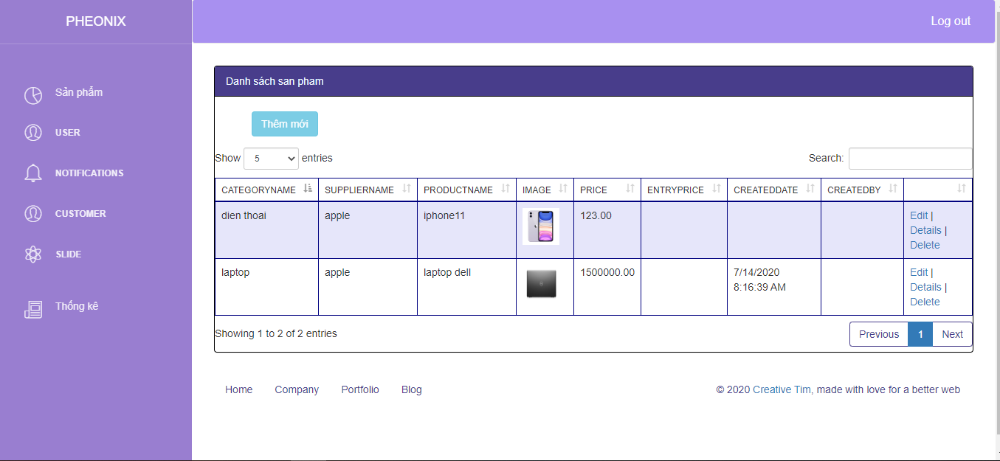 PHEONIX
Log out
Sản phẩm
USER
NOTIFICATIONS
CUSTOMER
SLIDE
Thống kê
Danh sách san pham
Thêm mới
Show 5 entries
Search:
CATEGORYNAME SUPPLIERNAME PRODUCTNAME IMAGE PRICE ENTRYPRICE CREATEDDATE CREATEDBY
dien thoai apple iphone11 123.00 Edit |
Details |
Delete
laptop apple laptop dell 1500000.00 7/14/2020 Edit |
8:16:39 AM Details |
Delete
Showing 1 to 2 of 2 entries
Previous 1 Next
Home Company Portfolio Blog
© 2020 Creative Tim, made with love for a better web